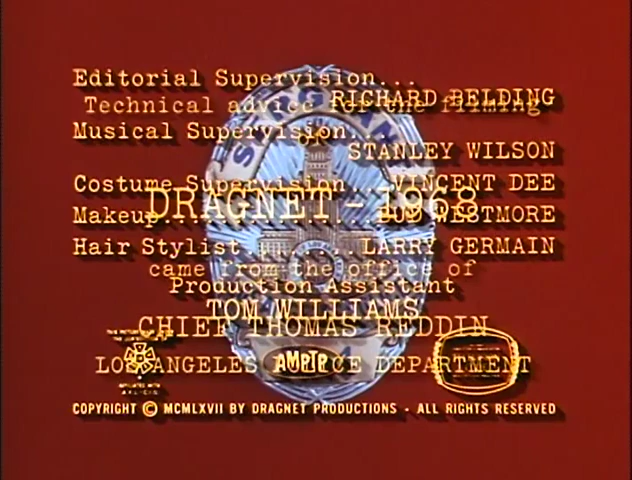 Editorial Supervision...
RICHARD BELDING
Technical advice for the filming
Musical Supervision...
of
STANLEY WILSON
Costume Supervision...VINCENT DEE
DRAGNET - 1968
Makeup............BUD WESTMORE
Hair Stylist.........LARRY GERMAIN
came from the office of
Production Assistant
TOM WILLIAMS
CHIEF THOMAS REDDIN
LOS ANGELES POLICE DEPARTMENT
AMPTP
COPYRIGHT © MCMLXVII BY DRAGNET PRODUCTIONS - ALL RIGHTS RESERVED